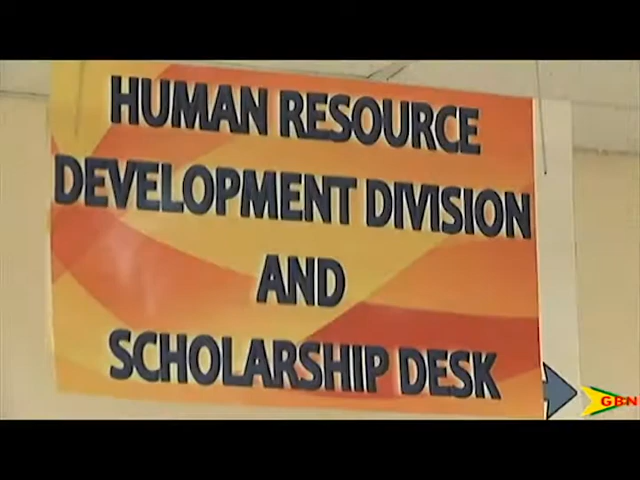 HUMAN RESOURCE
DEVELOPMENT DIVISION
AND
SCHOLARSHIP DESK
GBN